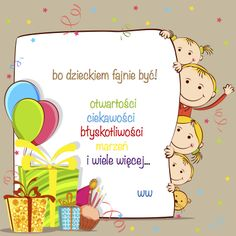 bo dzieckiem fajnie być!
otwartości
ciekawości
błyskotliwości
marzeń
i wiele więcej...
ww